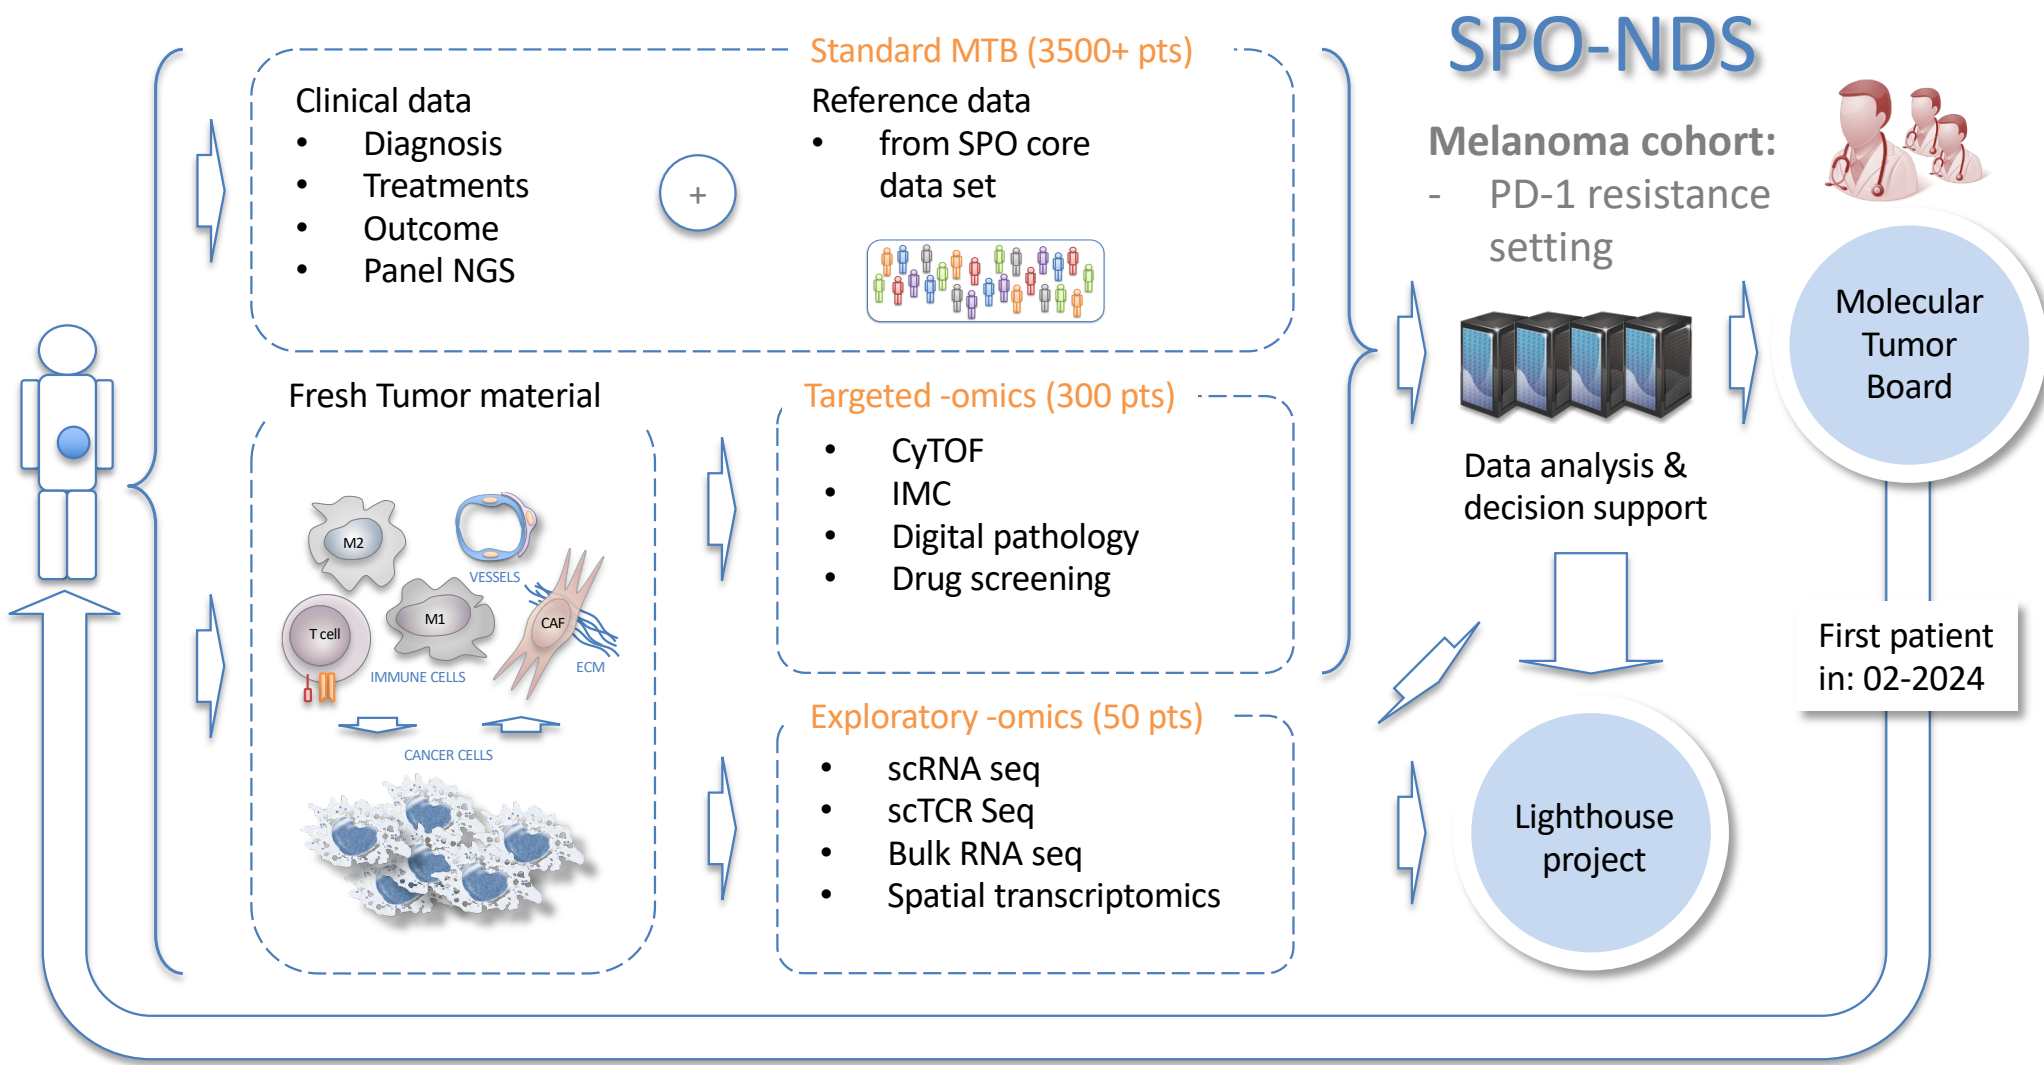 SPO-NDS
Standard MTB (3500+ pts)
Clinical data
• Diagnosis
• Treatments
• Outcome
• Panel NGS
+
Reference data
• from SPO core
data set
Melanoma cohort:
- PD-1 resistance
setting
Molecular
Tumor
Board
Fresh Tumor material
M2
VESSELS
T cell
M1
CAF
IMMUNE CELLS
ECM
CANCER CELLS
Targeted -omics (300 pts)
• CyTOF
• IMC
• Digital pathology
• Drug screening
Data analysis &
decision support
First patient
in: 02-2024
Exploratory -omics (50 pts)
• scRNA seq
• scTCR Seq
• Bulk RNA seq
• Spatial transcriptomics
Lighthouse
project